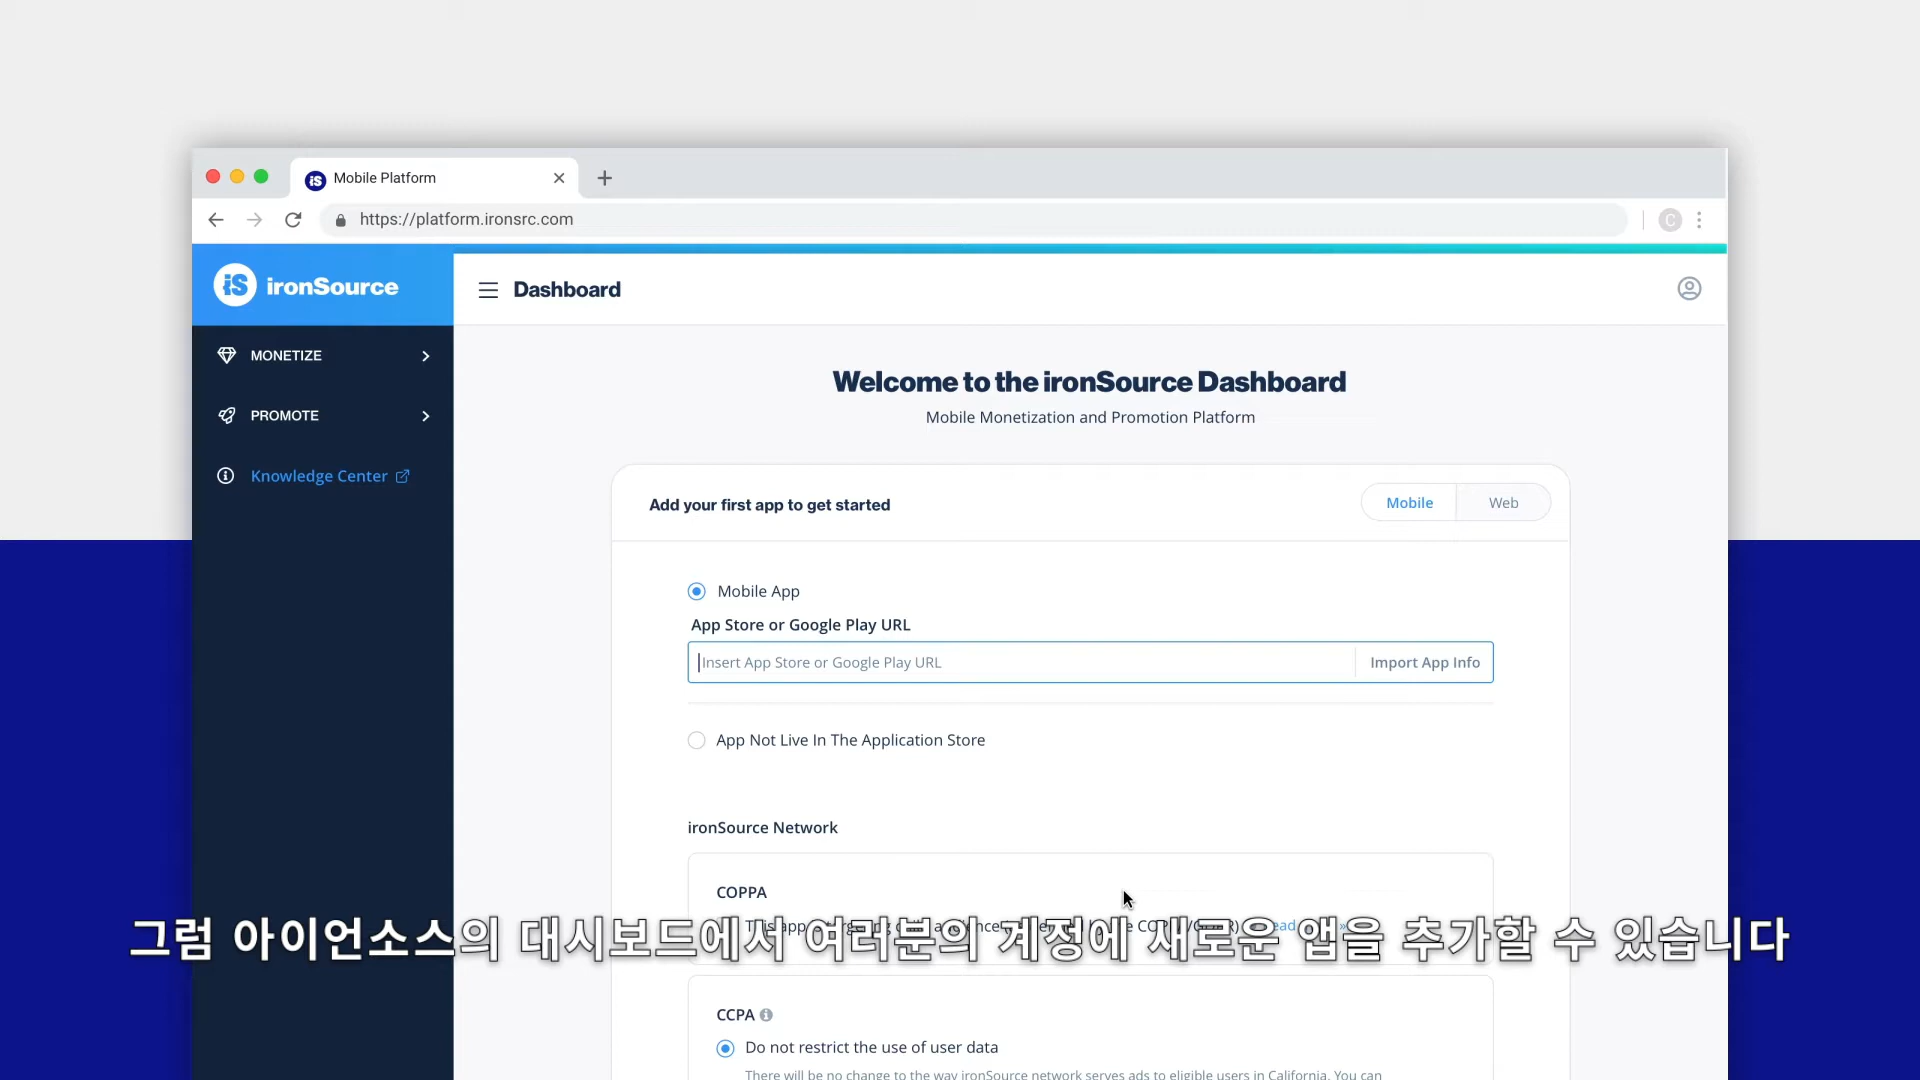 Mobile Platform
https://platform.ironsrc.com
C
iS ironSource
Dashboard
MONETIZE
PROMOTE
Knowledge Center
Welcome to the ironSource Dashboard
Mobile Monetization and Promotion Platform
Add your first app to get started
Mobile
Web
Mobile App
App Store or Google Play URL
Insert App Store or Google Play URL
Import App Info
App Not Live In The Application Store
ironSource Network
COPPA
그럼 아이언소스의 대시보드에서 여러분의 계정에 새로운 앱을 추가할 수 있습니다
CCPA
Do not restrict the use of user data
There will be no change to the way ironSource network serves ads to eligible users in California. You can